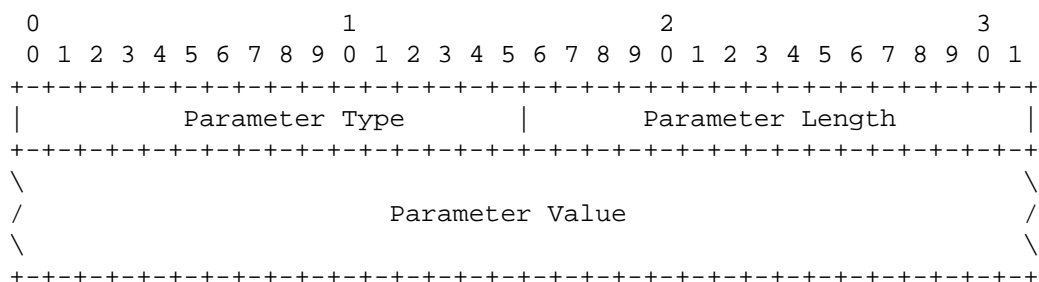 0                   1                   2                   3
 0 1 2 3 4 5 6 7 8 9 0 1 2 3 4 5 6 7 8 9 0 1 2 3 4 5 6 7 8 9 0 1
+-+-+-+-+-+-+-+-+-+-+-+-+-+-+-+-+-+-+-+-+-+-+-+-+-+-+-+-+-+-+-+-+
|          Parameter Type       |       Parameter Length        |
+-+-+-+-+-+-+-+-+-+-+-+-+-+-+-+-+-+-+-+-+-+-+-+-+-+-+-+-+-+-+-+-+
\                                                               \
/                       Parameter Value                         /
\                                                               \
+-+-+-+-+-+-+-+-+-+-+-+-+-+-+-+-+-+-+-+-+-+-+-+-+-+-+-+-+-+-+-+-+